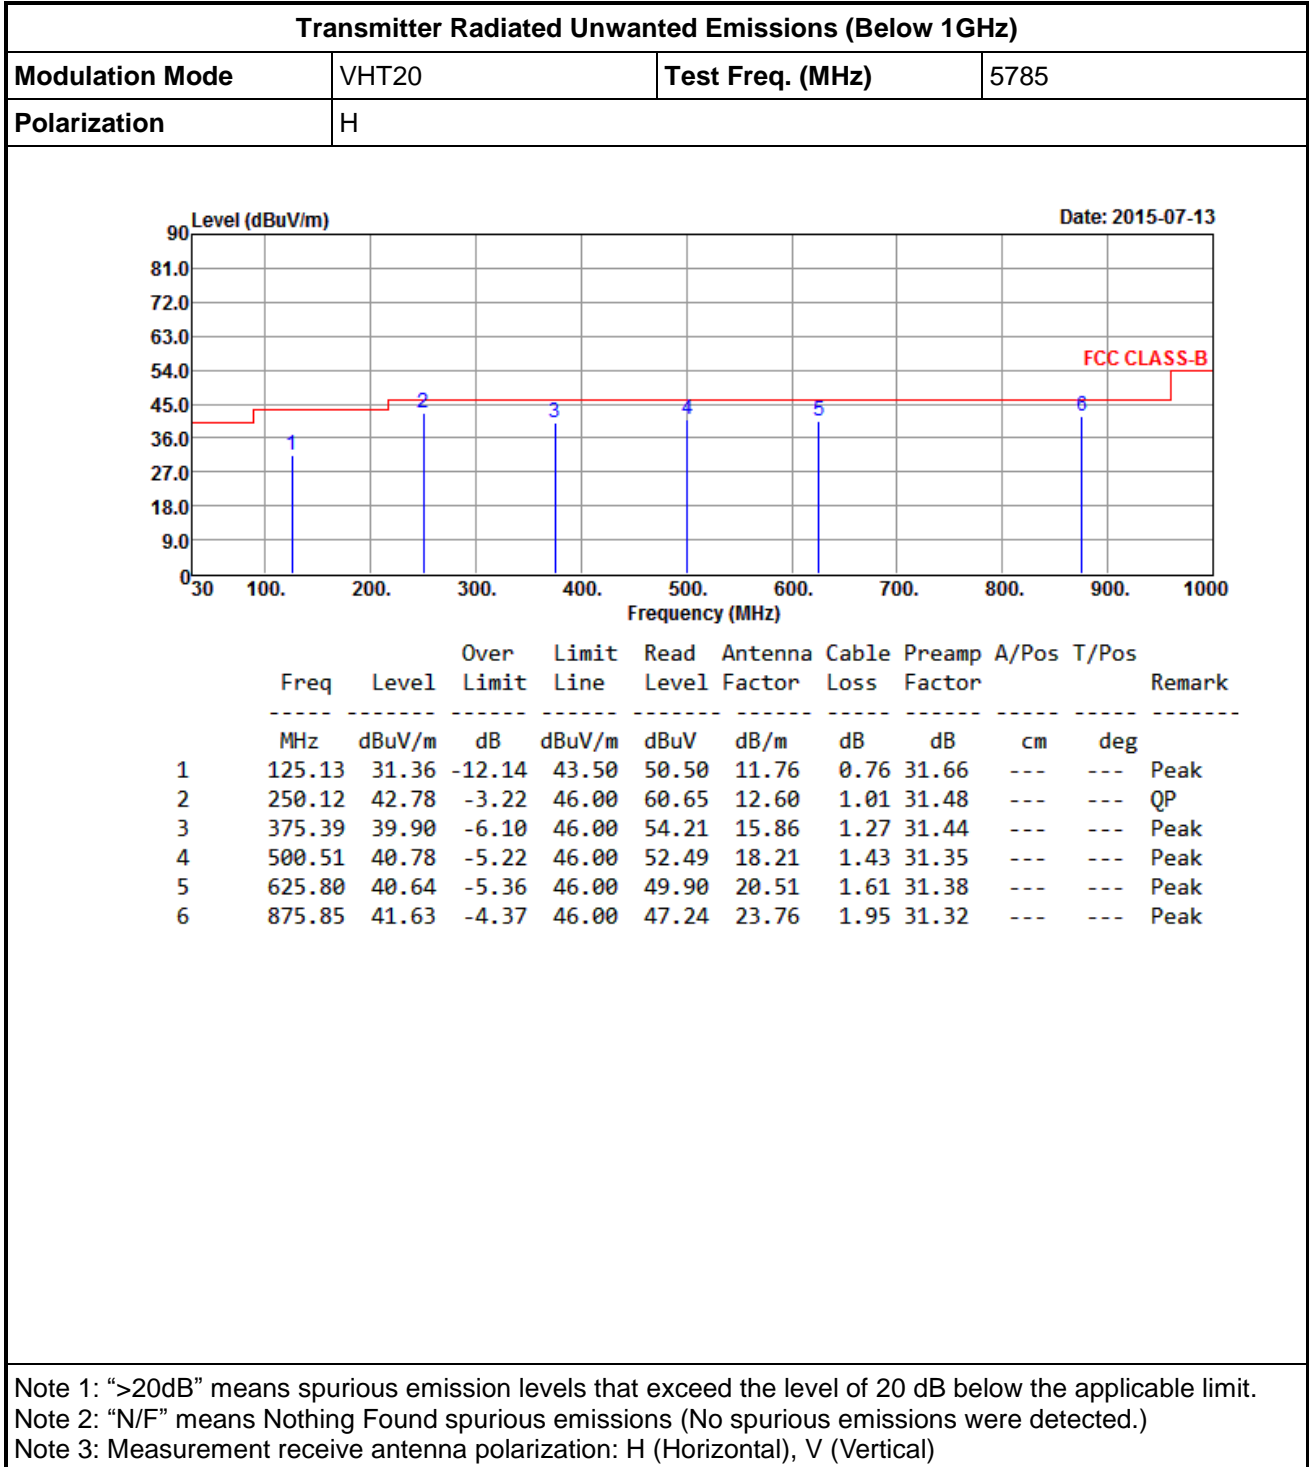 Transmitter Radiated Unwanted Emissions (Below 1GHz)
Modulation Mode VHT20 Test Freq. (MHz) 5785
Polarization H
Level (dBuV/m) Date: 2015-07-13
90
81.0
72.0
63.0
FCC CLASS-B
54.0
45.0
36.0
27.0
18.0
9.0
0
1 2 3 4 5 6
30 100. 200. 300. 400. 500. 600. 700. 800. 900. 1000
Frequency (MHz)
Over Limit Read Antenna Cable Preamp A/Pos T/Pos
Freq Level Limit Line Level Factor Loss Factor Remark
----- ------- ------ ------ ------- ------ ----- ------ ----- ----- -------
MHz dBuV/m dB dBuV/m dBuV dB/m dB dB cm deg
1 125.13 31.36 -12.14 43.50 50.50 11.76 0.76 31.66 --- --- Peak
2 250.12 42.78 -3.22 46.00 60.65 12.60 1.01 31.48 --- --- QP
3 375.39 39.90 -6.10 46.00 54.21 15.86 1.27 31.44 --- --- Peak
4 500.51 40.78 -5.22 46.00 52.49 18.21 1.43 31.35 --- --- Peak
5 625.80 40.64 -5.36 46.00 49.90 20.51 1.61 31.38 --- --- Peak
6 875.85 41.63 -4.37 46.00 47.24 23.76 1.95 31.32 --- --- Peak
Note 1: “>20dB” means spurious emission levels that exceed the level of 20 dB below the applicable limit.
Note 2: “N/F” means Nothing Found spurious emissions (No spurious emissions were detected.)
Note 3: Measurement receive antenna polarization: H (Horizontal), V (Vertical)